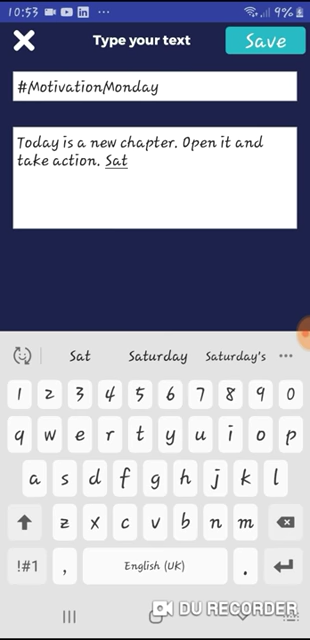 10:53 in ... 9%
Type your text
Save
#MotivationMonday
Today is a new chapter. Open it and
take action. Sat
Sat Saturday Saturday's ...
1 2 3 4 5 6 7 8 9 0
q w e r t y u i o p
a s d f g h j k l
z x c v b n m
!#1 , English (UK) .
DU RECORDER